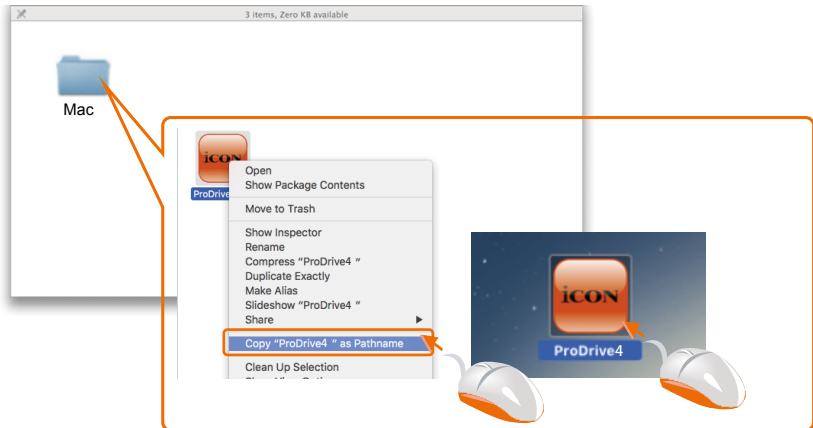 3 items, Zero KB available
Mac
iCON
ProDrive
Open
Show Package Contents
Move to Trash
Show Inspector
Rename
Compress "ProDrive4 "
Duplicate Exactly
Make Alias
Slideshow "ProDrive4 "
Share
Copy "ProDrive4 " as Pathname
Clean Up Selection
iCON
ProDrive4